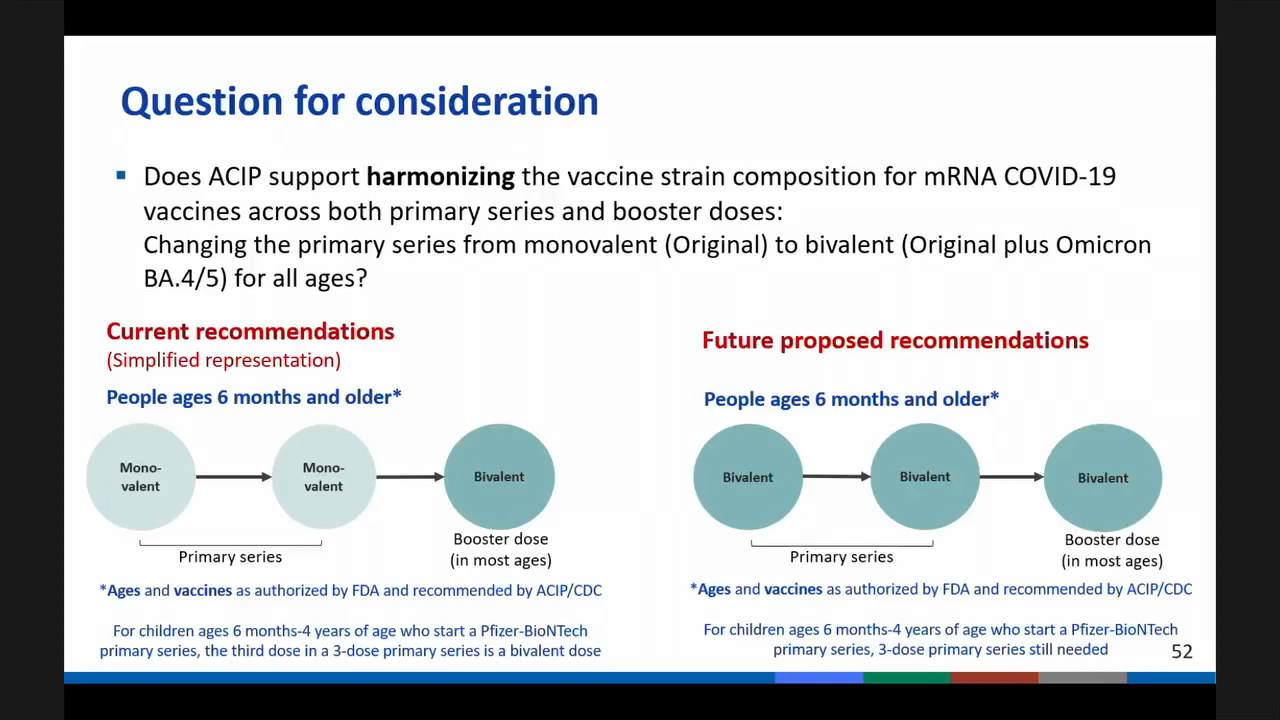 Question for consideration
▪ Does ACIP support harmonizing the vaccine strain composition for mRNA COVID-19
vaccines across both primary series and booster doses:
Changing the primary series from monovalent (Original) to bivalent (Original plus Omicron
BA.4/5) for all ages?
Current recommendations
(Simplified representation)
People ages 6 months and older*
Mono-
valent
Mono-
valent
Bivalent
Primary series
Booster dose
(in most ages)
*Ages and vaccines as authorized by FDA and recommended by ACIP/CDC
For children ages 6 months-4 years of age who start a Pfizer-BioNTech
primary series, the third dose in a 3-dose primary series is a bivalent dose
Future proposed recommendations
People ages 6 months and older*
Bivalent
Bivalent
Bivalent
Primary series
Booster dose
(in most ages)
*Ages and vaccines as authorized by FDA and recommended by ACIP/CDC
For children ages 6 months-4 years of age who start a Pfizer-BioNTech
primary series, 3-dose primary series still needed
52